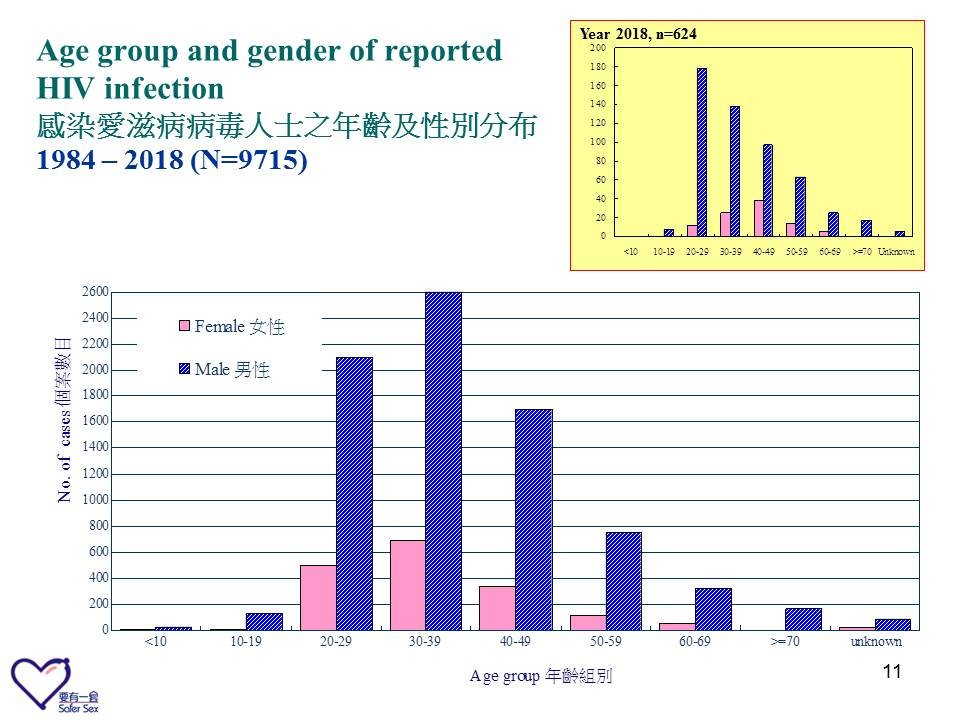 Age group and gender of reported
HIV infection
感染愛滋病病毒人士之年齡及性別分布
1984 – 2018 (N=9715)
Year 2018, n=624
200
180
160
140
120
100
80
60
40
20
0
<10 10-19 20-29 30-39 40-49 50-59 60-69 >=70 Unknown
2600
2400
2200
2000
1800
1600
1400
1200
1000
800
600
400
200
0
No. of cases 個案數目
Female 女性
Male 男性
<10 10-19 20-29 30-39 40-49 50-59 60-69 >=70 unknown
Age group 年齡組別
11
要有一套
Safer Sex